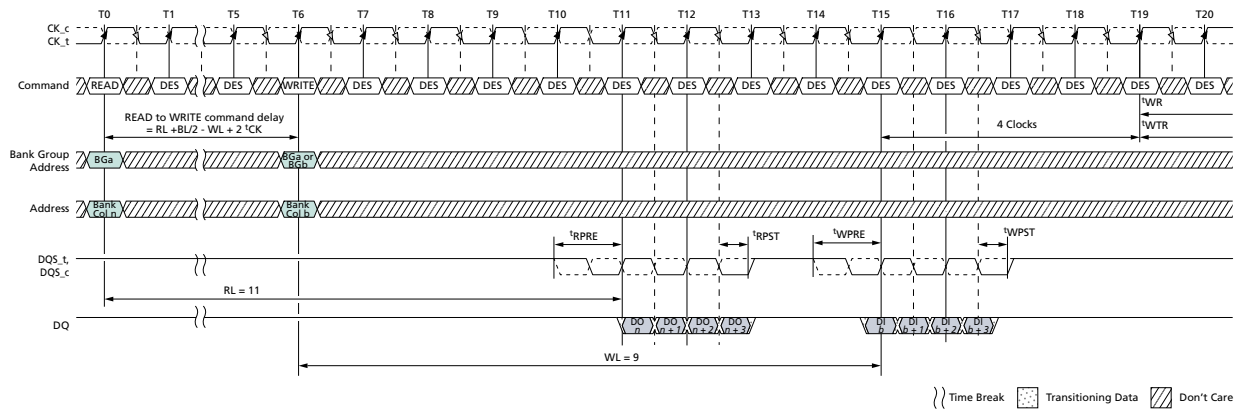 T0 T1 T5 T6 T7 T8 T9 T10 T11 T12 T13 T14 T15 T16 T17 T18 T19 T20
CK_c
CK_t
Command READ DES DES WRITE DES DES DES DES DES DES DES DES DES DES DES DES DES DES
tWR
READ to WRITE command delay
= RL +BL/2 - WL + 2 tCK
4 Clocks
tWTR
Bank Group
Address
BGa
BGa or
BGb
Address
Bank
Col n
Bank
Col b
tRPRE tRPST tWPRE tWPST
DQS_t,
DQS_c
RL = 11
DQ
DO
n
DO
n + 1
DO
n + 2
DO
n + 3
DI
b
DI
b + 1
DI
b + 2
DI
b + 3
WL = 9
Time Break Transitioning Data Don't Care